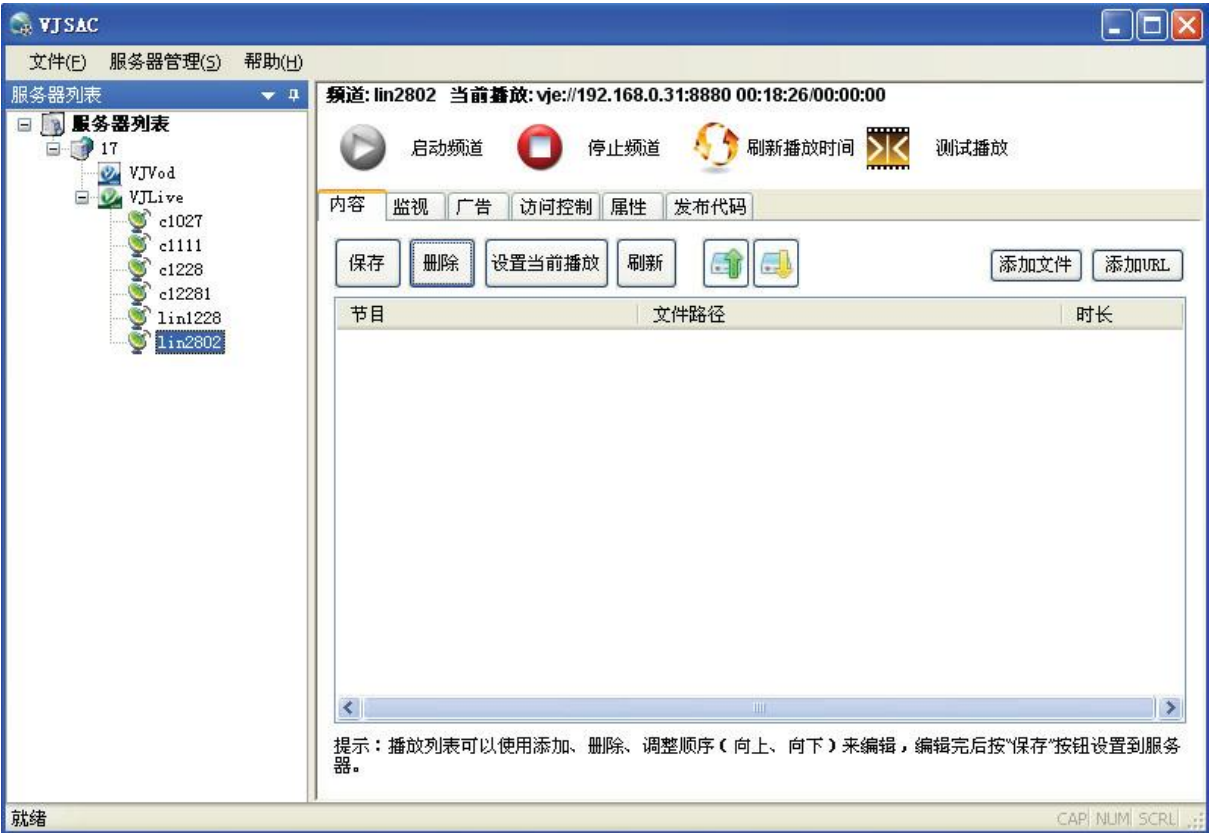 VJSAC
文件(F) 服务器管理(S) 帮助(H)
服务器列表
服务器列表
17
VJVod
VJLive
c1027
c1111
c1228
c12281
lin1228
lin2802
频道: lin2802 当前播放: vje://192.168.0.31:8880 00:18:26/00:00:00
启动频道 停止频道 刷新播放时间 测试播放
内容 监视 广告 访问控制 属性 发布代码
保存 删除 设置当前播放 刷新 添加文件 添加URL
节目 文件路径 时长
提示：播放列表可以使用添加、删除、调整顺序（向上、向下）来编辑，编辑完后按"保存"按钮设置到服务
器。
就绪 CAP NUM SCRL